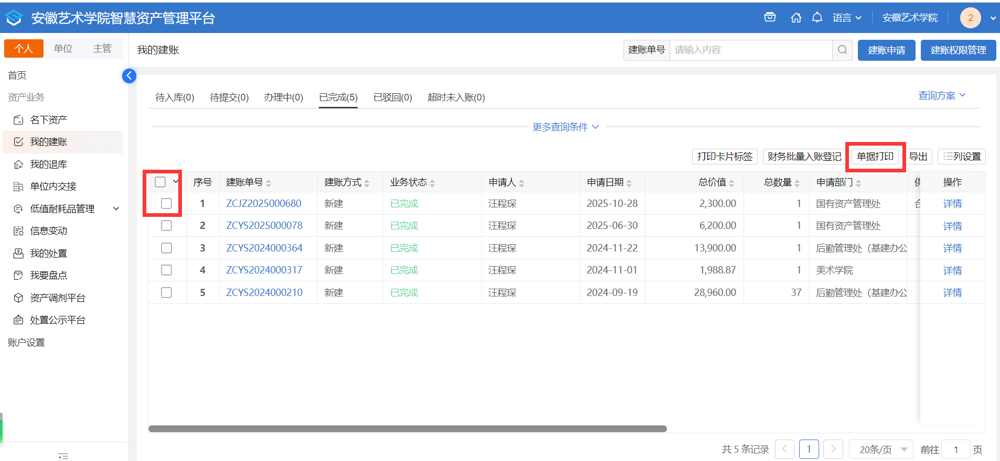 安徽艺术学院智慧资产管理平台
语言
安徽艺术学院
2
个人 单位 主管
我的建账
建账单号 请输入内容
建账申请
建账权限管理
首页
资产业务
名下资产
我的建账
我的退库
单位内交接
低值耐耗品管理
信息变动
我的处置
我要盘点
资产调剂平台
处置公示平台
账户设置
待入库(0) 待提交(0) 办理中(0) 已完成(5) 已驳回(0) 超时未入账(0)
查询方案
更多查询条件
打印卡片标签 财务批量入账登记 单据打印 导出 列设置
序号 建账单号 建账方式 业务状态 申请人 申请日期 总价值 总数量 申请部门 操作
1 ZCJZ2025000680 新建 已完成 汪程琛 2025-10-28 2,300.00 1 国有资产管理处 详情
2 ZCYS2025000078 新建 已完成 汪程琛 2025-06-30 6,200.00 1 国有资产管理处 详情
3 ZCYS2024000364 新建 已完成 汪程琛 2024-11-22 13,900.00 1 后勤管理处（基建办公 详情
4 ZCYS2024000317 新建 已完成 汪程琛 2024-11-01 1,988.87 1 美术学院 详情
5 ZCYS2024000210 新建 已完成 汪程琛 2024-09-19 28,960.00 37 后勤管理处（基建办公 详情
共 5 条记录 1 20条/页 前往 1 页